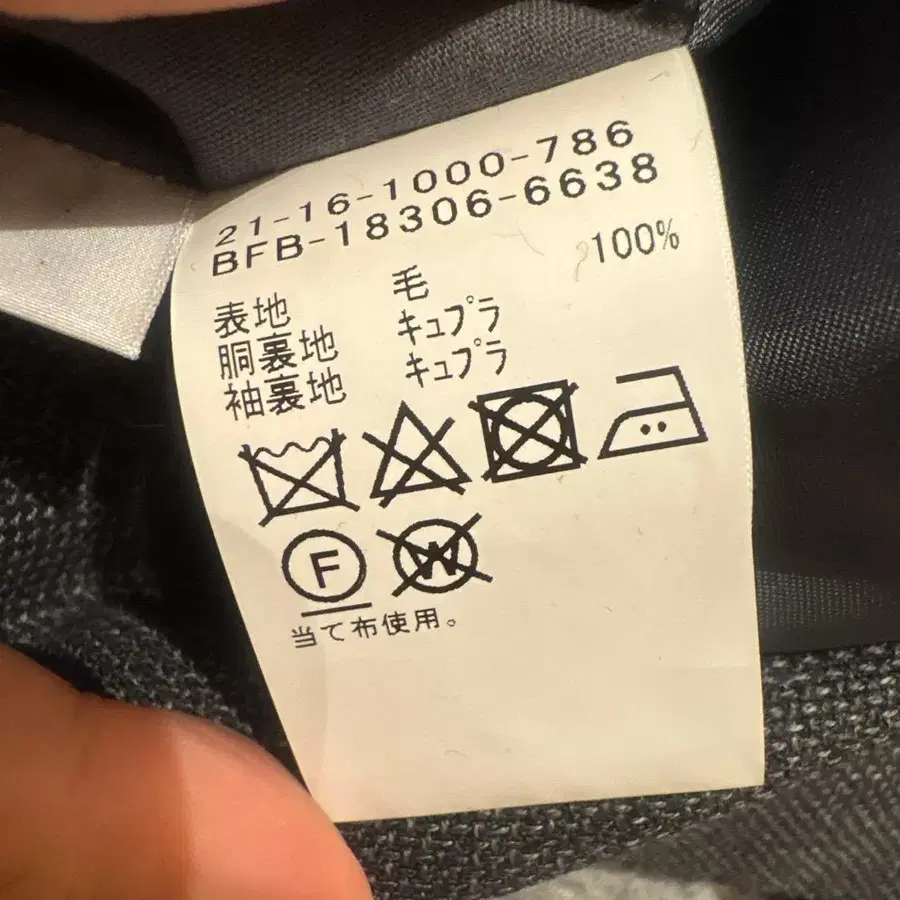 21-16-1000-786
BFB-18306-6638
表地 毛 100%
胴裏地 キュプラ
袖裏地 キュプラ
F W
当て布使用。